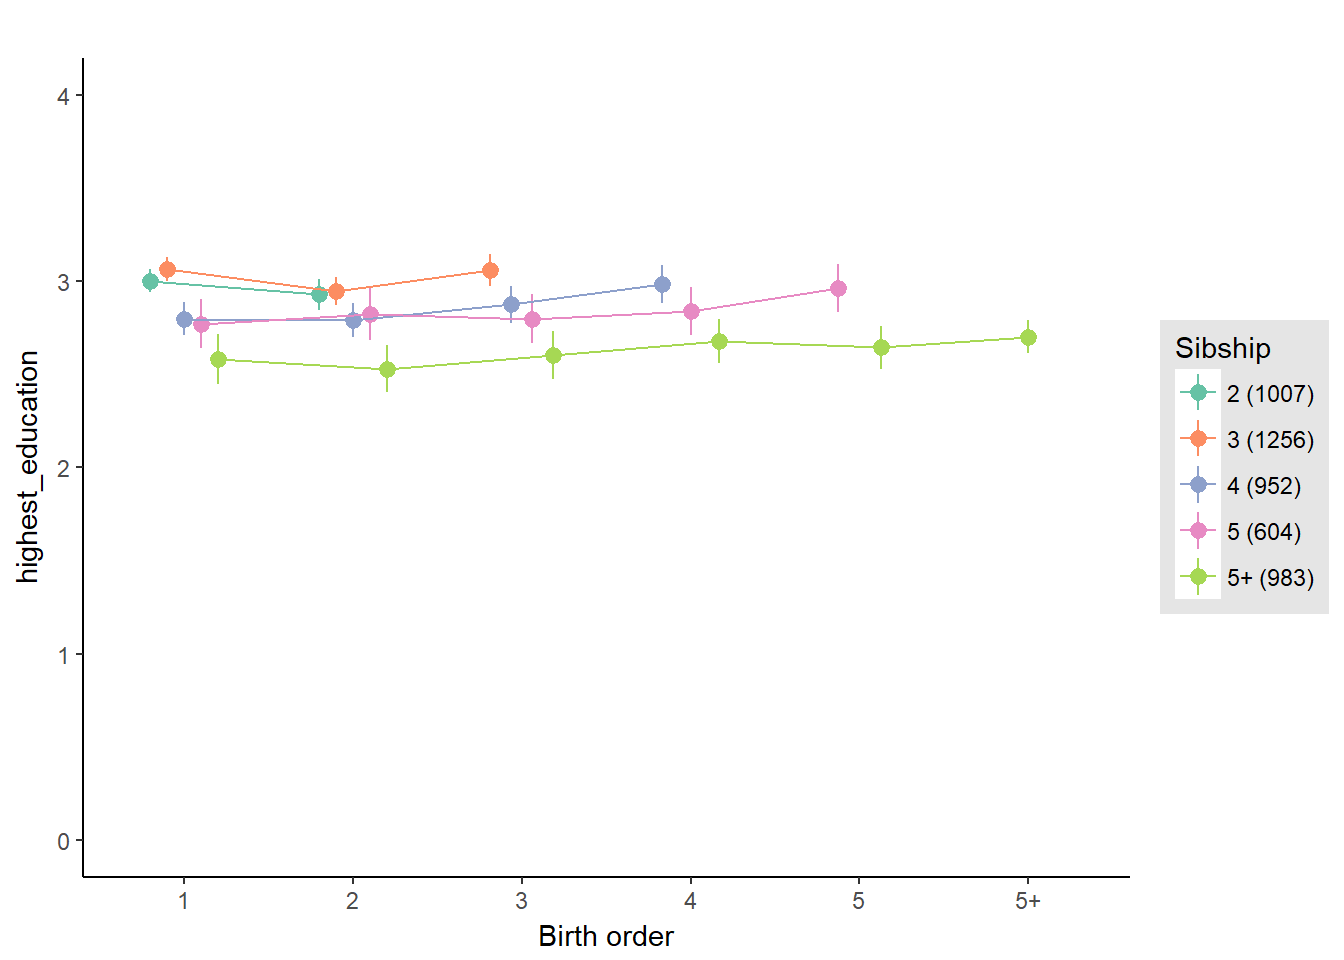 4
3
2
1
0
highest_education
1 2 3 4 5 5+
Birth order
Sibship
2 (1007)
3 (1256)
4 (952)
5 (604)
5+ (983)